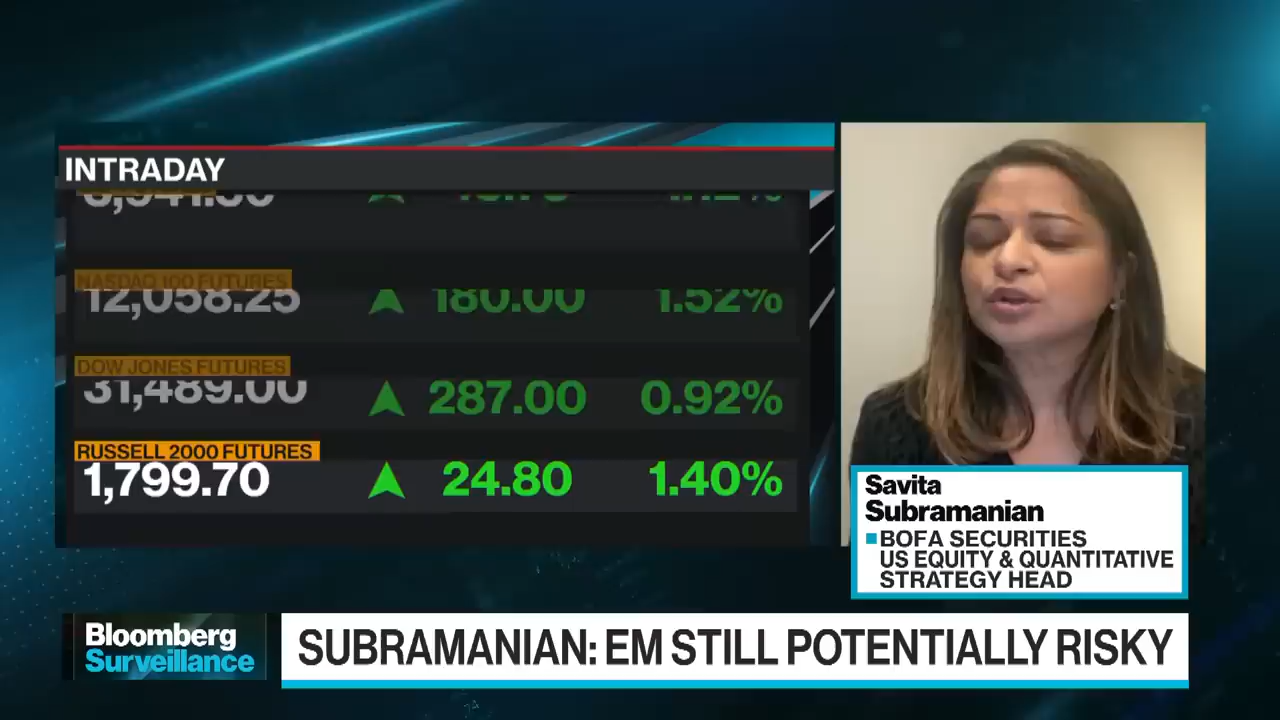 INTRADAY
NASDAQ 100 FUTURES
12,058.25 180.00 1.52%
DOW JONES FUTURES
31,489.00 287.00 0.92%
RUSSELL 2000 FUTURES
1,799.70 24.80 1.40%
Savita
Subramanian
BOFA SECURITIES
US EQUITY & QUANTITATIVE
STRATEGY HEAD
Bloomberg
Surveillance
SUBRAMANIAN: EM STILL POTENTIALLY RISKY